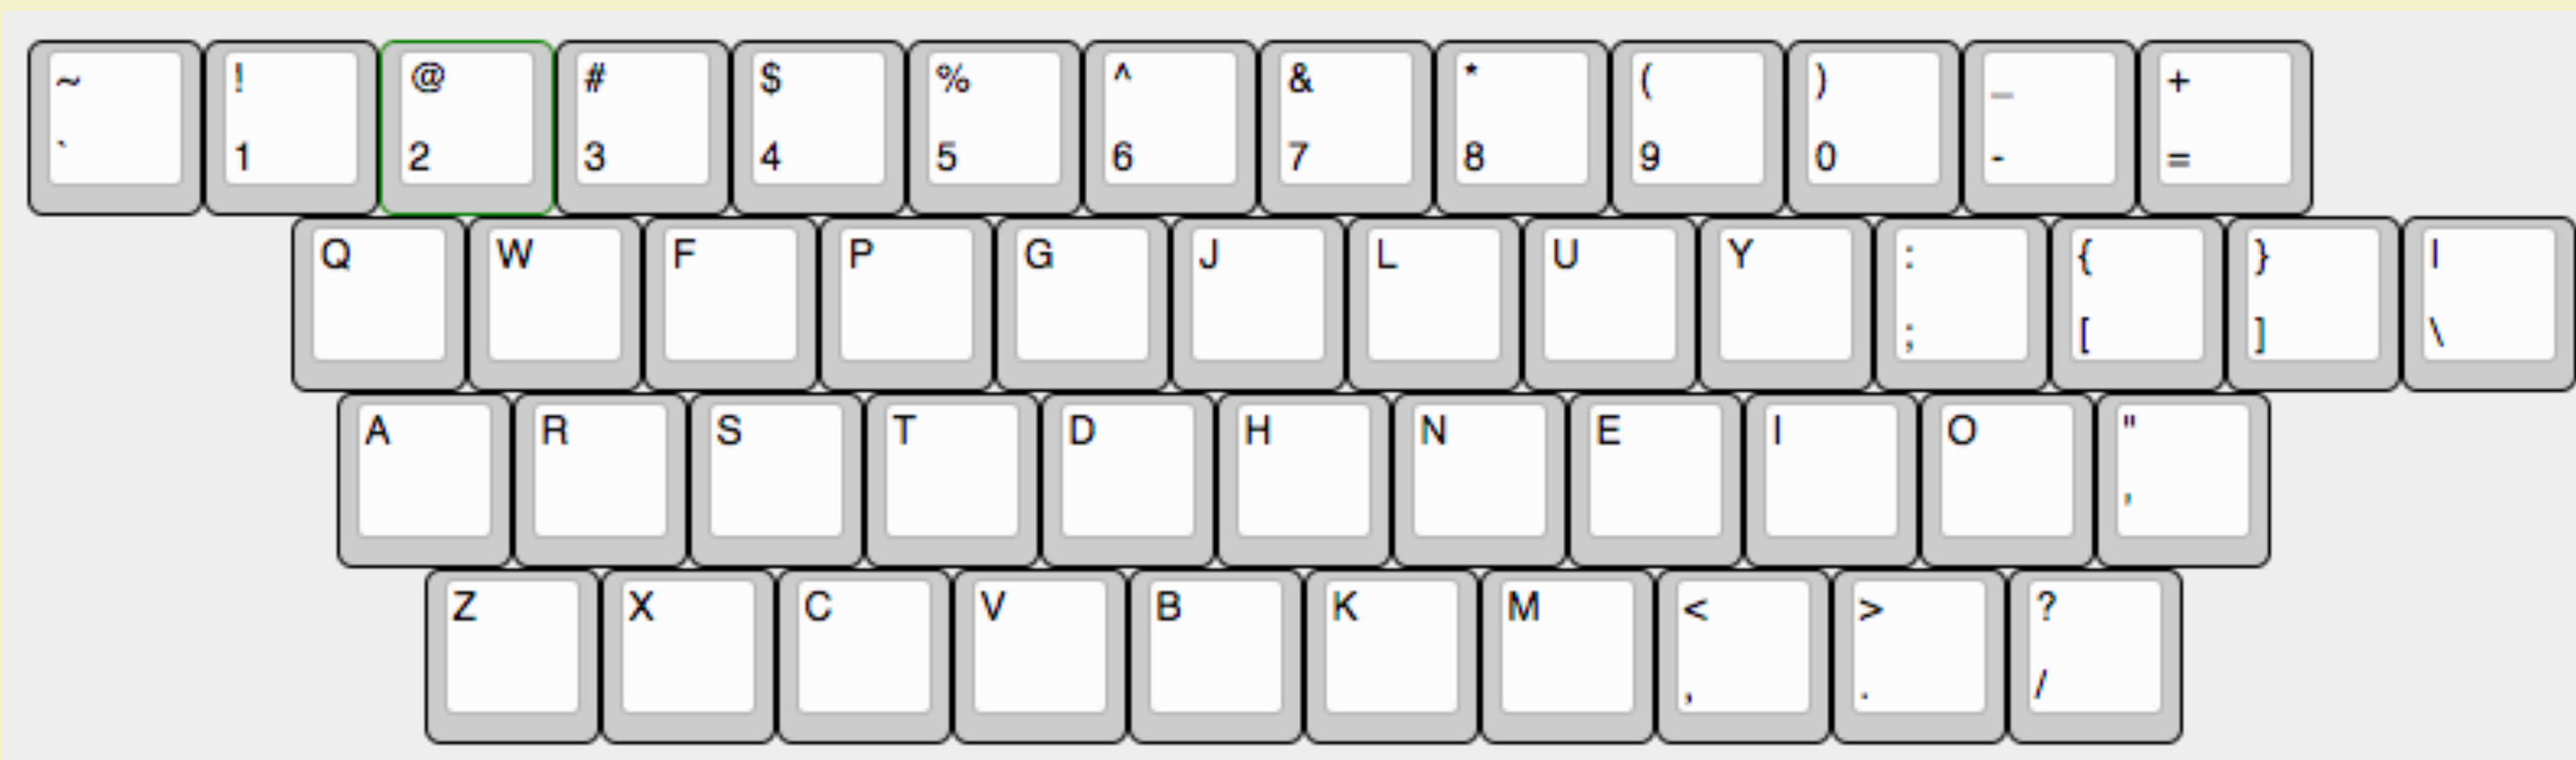 ~ ! @ # $ % ^ & * ( ) _ +
` 1 2 3 4 5 6 7 8 9 0 - =
Q W F P G J L U Y : { } |
; [ ] \
A R S T D H N E I O "
'
Z X C V B K M < > ?
, . /